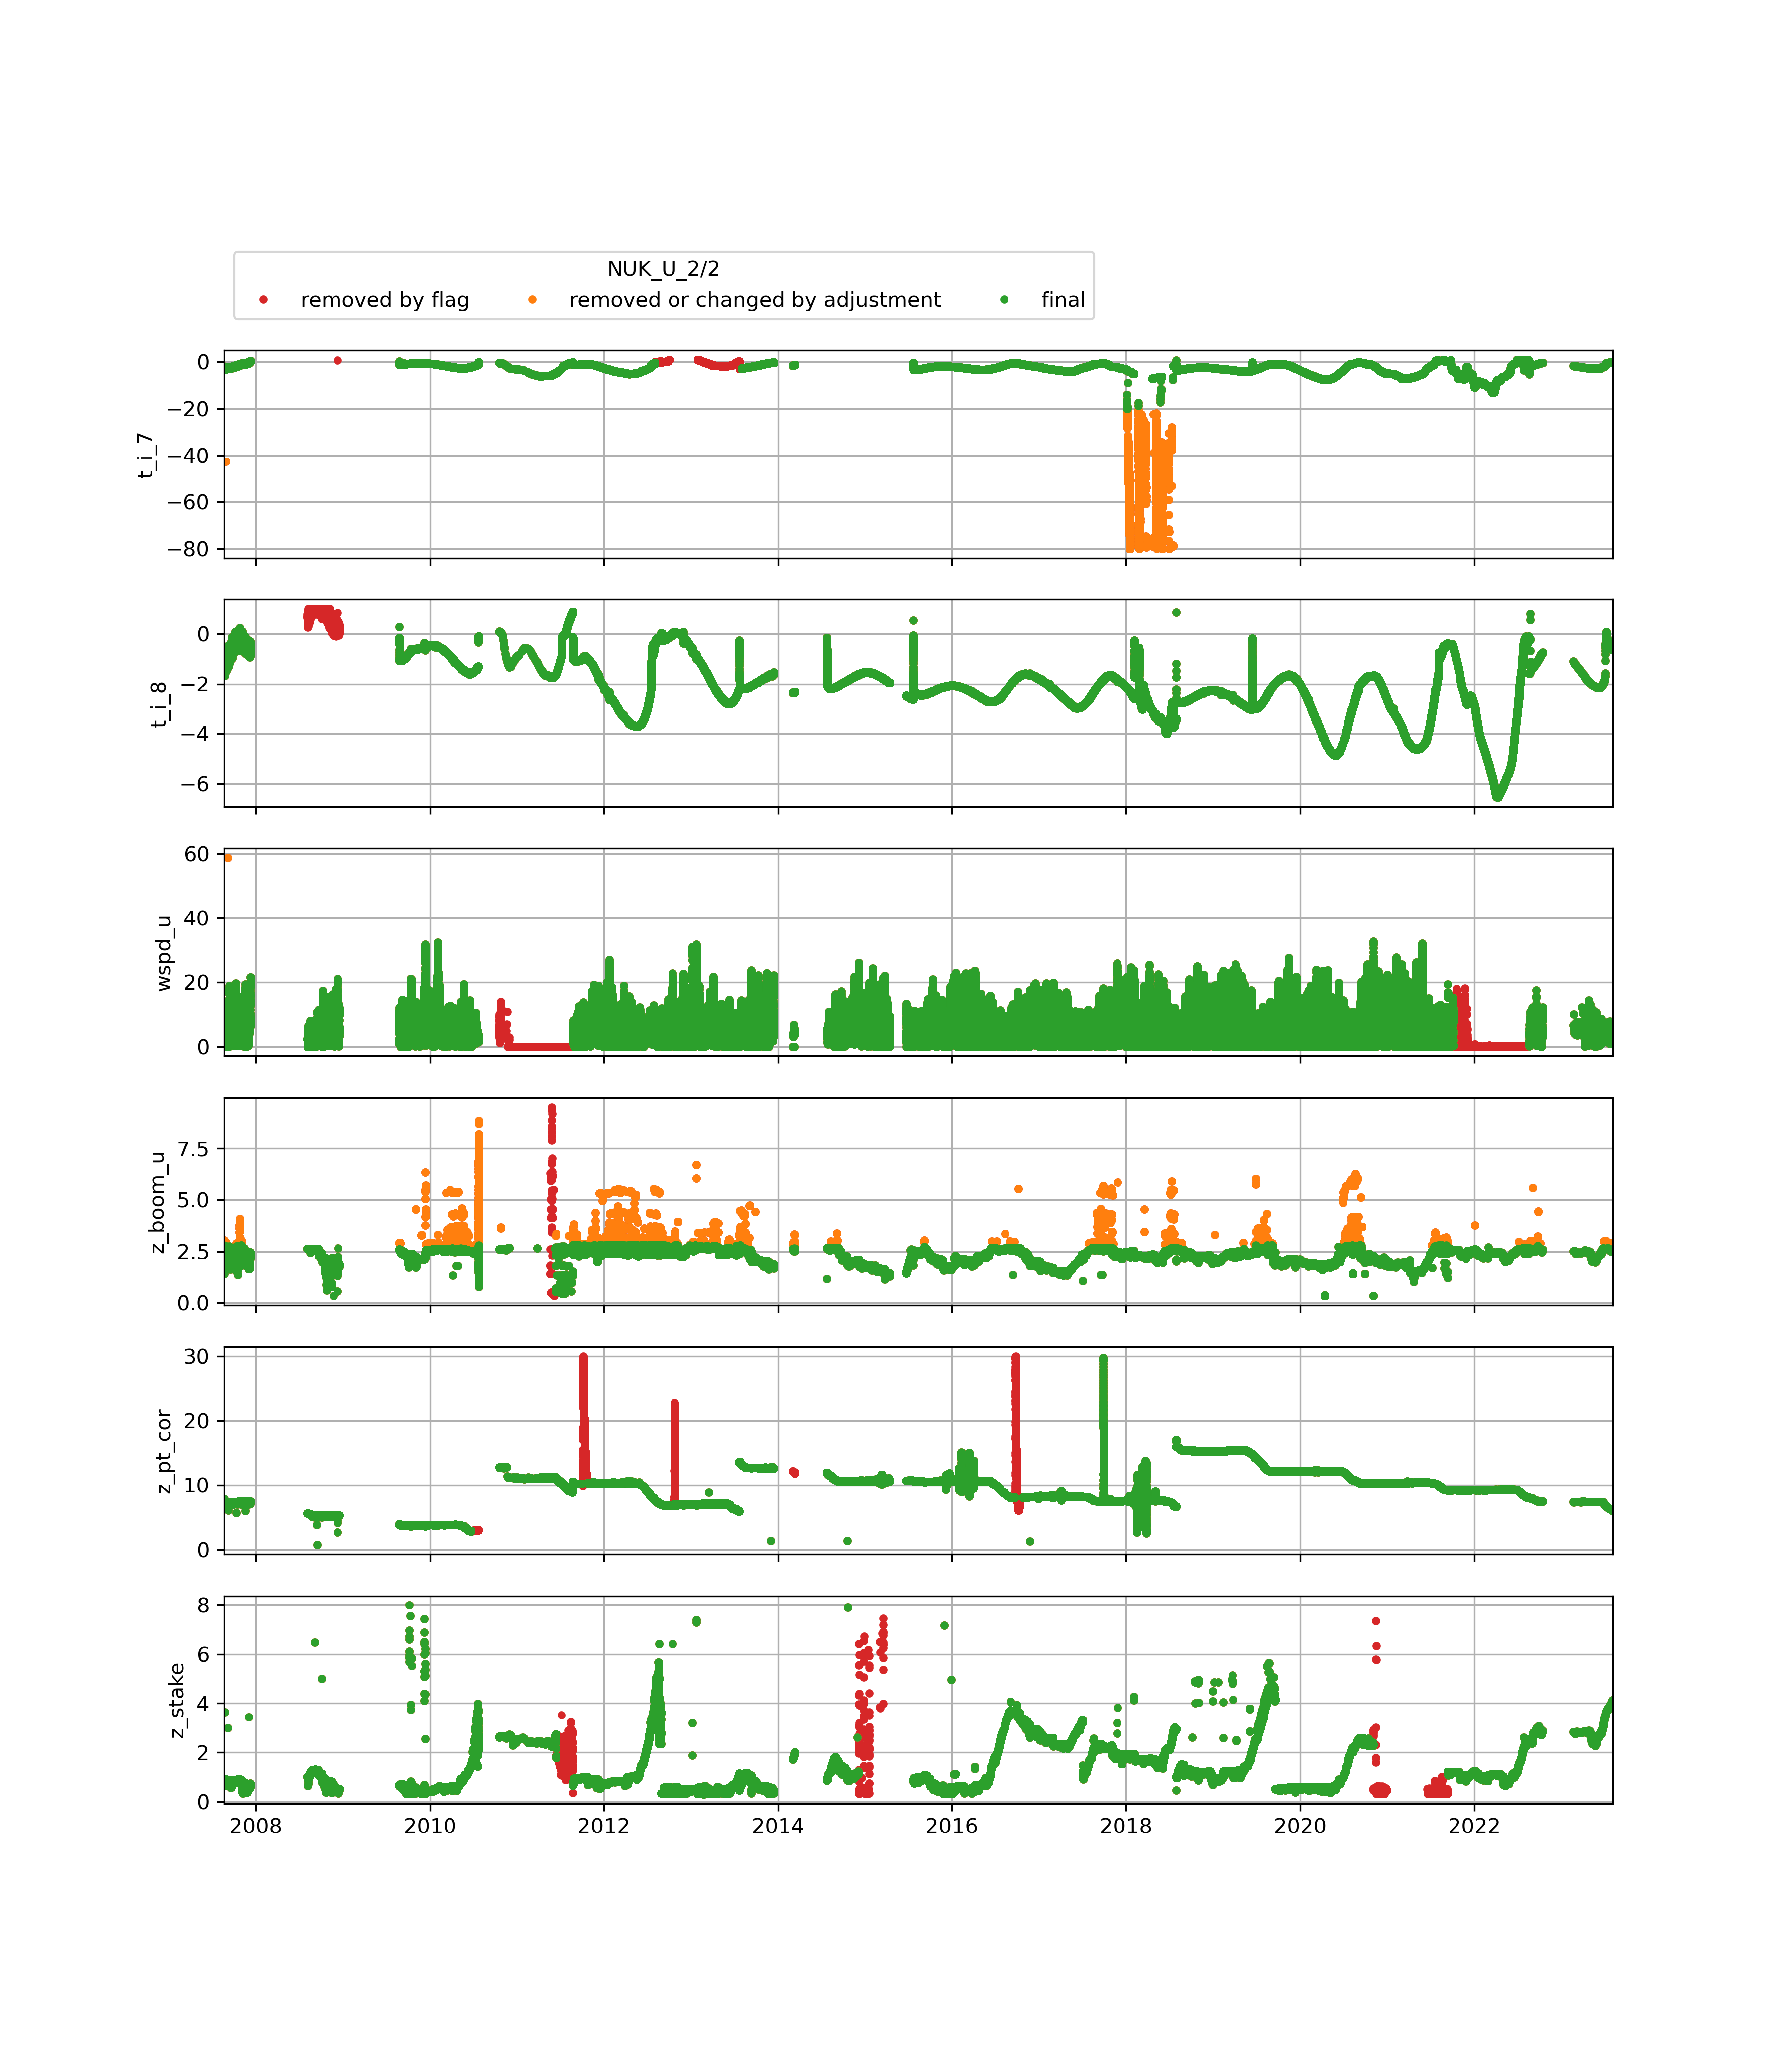 NUK_U_2/2
removed by flag removed or changed by adjustment final
0
−20
−40
−60
−80
t_i_7
0
−2
−4
−6
t_i_8
60
40
20
0
wspd_u
7.5
5.0
2.5
0.0
z_boom_u
30
20
10
0
z_pt_cor
8
6
4
2
0
z_stake
2008 2010 2012 2014 2016 2018 2020 2022